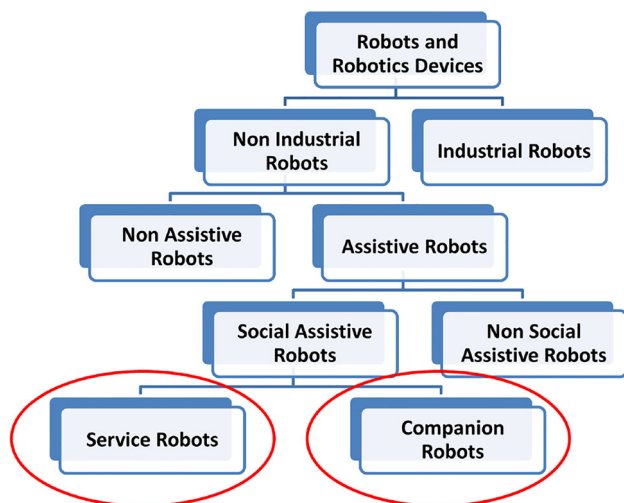 Robots and
Robotics Devices
Non Industrial
Robots
Industrial Robots
Non Assistive
Robots
Assistive Robots
Social Assistive
Robots
Non Social
Assistive Robots
Service Robots
Companion
Robots